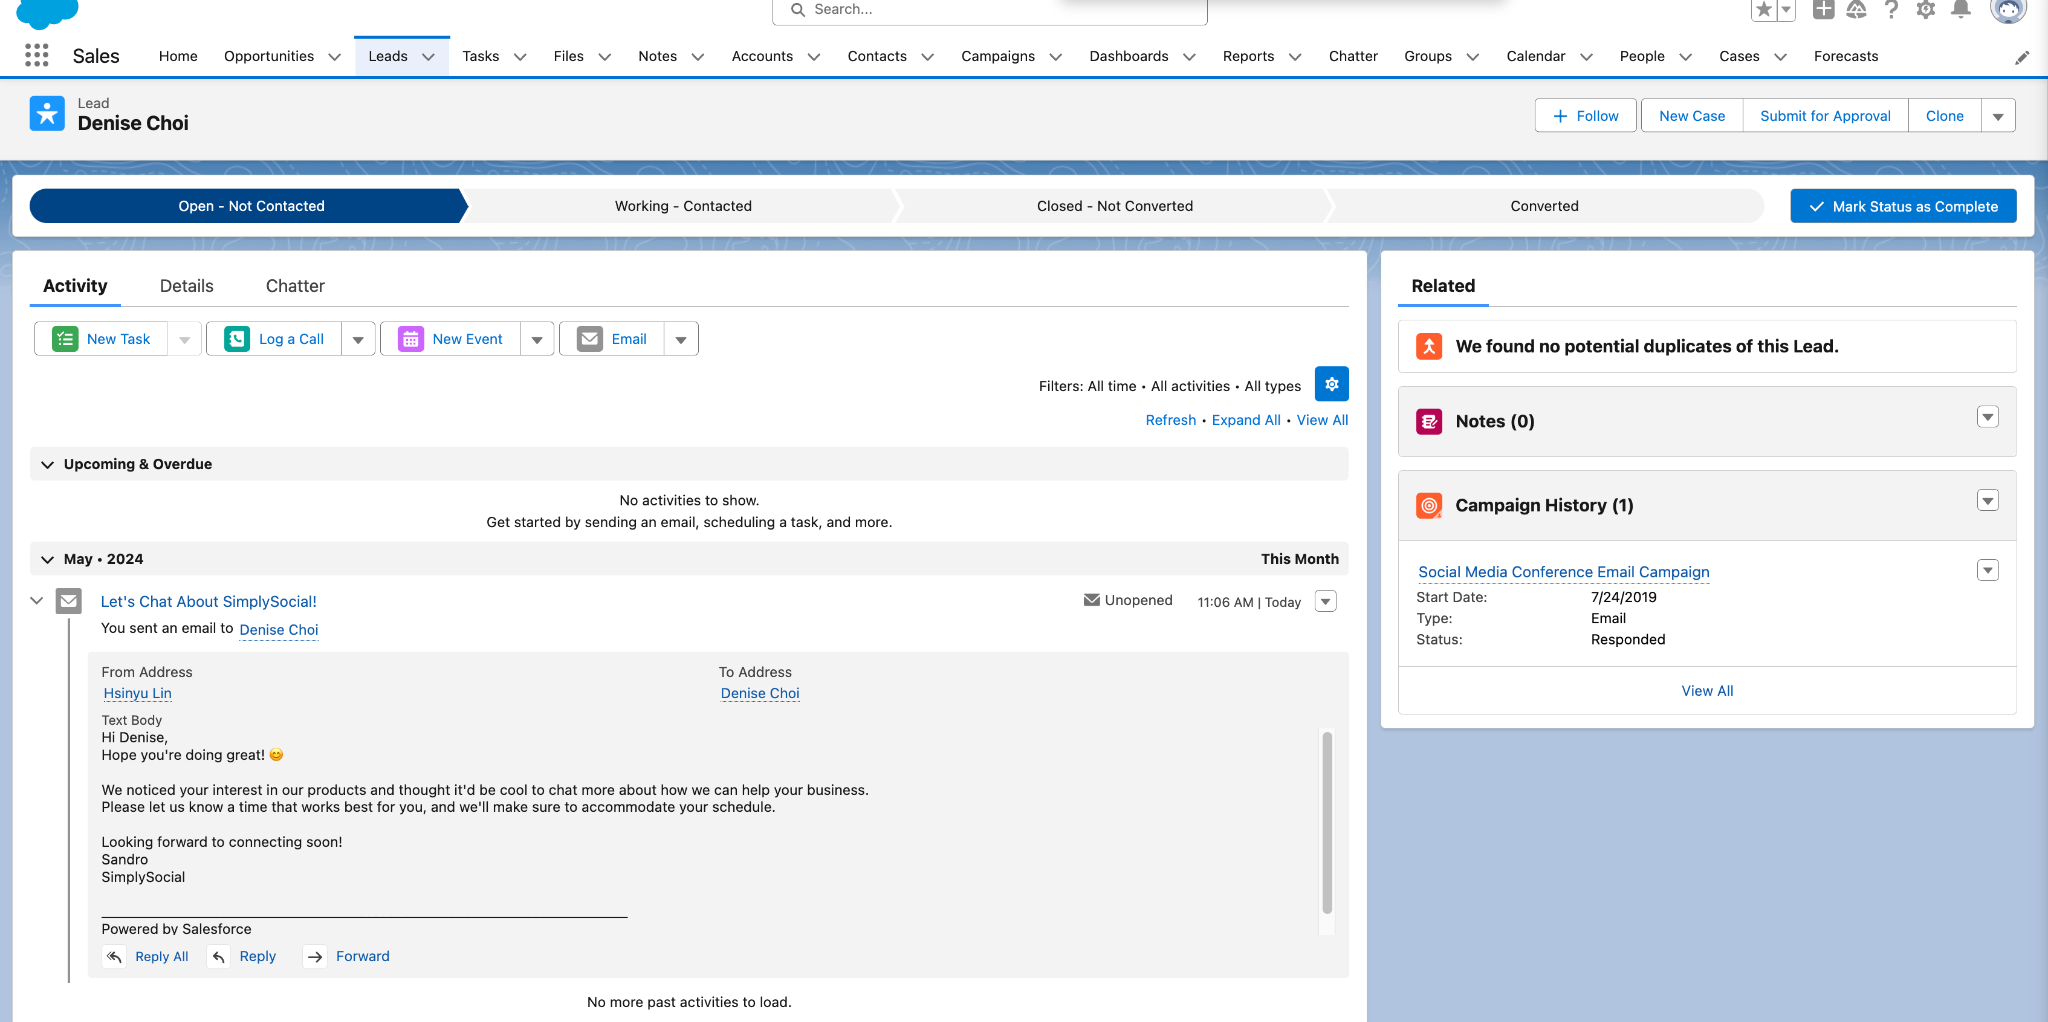 Search...
Sales
Home
Opportunities
Leads
Tasks
Files
Notes
Accounts
Contacts
Campaigns
Dashboards
Reports
Chatter
Groups
Calendar
People
Cases
Forecasts
Lead
Denise Choi
Follow
New Case
Submit for Approval
Clone
Open - Not Contacted
Working - Contacted
Closed - Not Converted
Converted
Mark Status as Complete
Activity
Details
Chatter
New Task
Log a Call
New Event
Email
Filters: All time • All activities • All types
Refresh • Expand All • View All
Upcoming & Overdue
No activities to show.
Get started by sending an email, scheduling a task, and more.
May • 2024
This Month
Let's Chat About SimplySocial!
Unopened
11:06 AM | Today
You sent an email to Denise Choi
From Address
To Address
Hsinyu Lin
Denise Choi
Text Body
Hi Denise,
Hope you're doing great! 😊
We noticed your interest in our products and thought it'd be cool to chat more about how we can help your business.
Please let us know a time that works best for you, and we'll make sure to accommodate your schedule.
Looking forward to connecting soon!
Sandro
SimplySocial
Powered by Salesforce
Reply All
Reply
Forward
No more past activities to load.
Related
We found no potential duplicates of this Lead.
Notes (0)
Campaign History (1)
Social Media Conference Email Campaign
Start Date: 7/24/2019
Type: Email
Status: Responded
View All